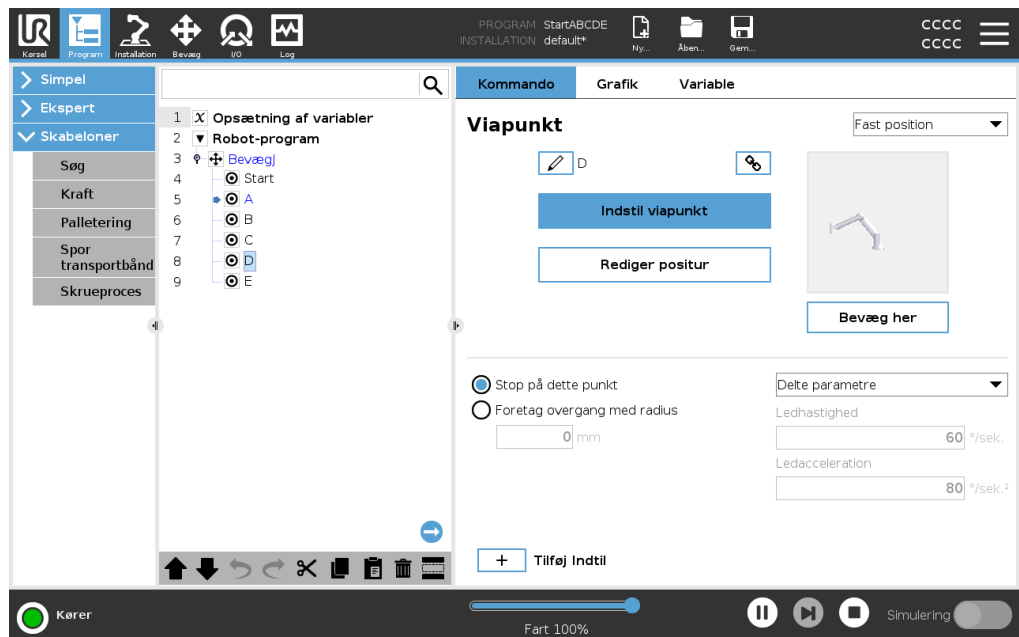 UR
PROGRAM StartABCDE
INSTALLATION default*
Kørsel Program Installation Bevæg I/O Log
Ny... Åben... Gem...
CCCC
CCCC
Simpel
Ekspert
Skabeloner
Søg
Kraft
Palletering
Spor
transportbånd
Skrueproces
1 X Opsætning af variabler
2 Robot-program
3 BevægJ
4 Start
5 A
6 B
7 C
8 D
9 E
Kommando Grafik Variable
Viapunkt
Fast position
D
Indstil viapunkt
Rediger positur
Bevæg her
Stop på dette punkt
Delte parametre
Foretag overgang med radius
Ledhastighed
0 mm
60 °/sek.
Ledacceleration
80 °/sek.²
+ Tilføj Indtil
Kører
Fart 100%
Simulering